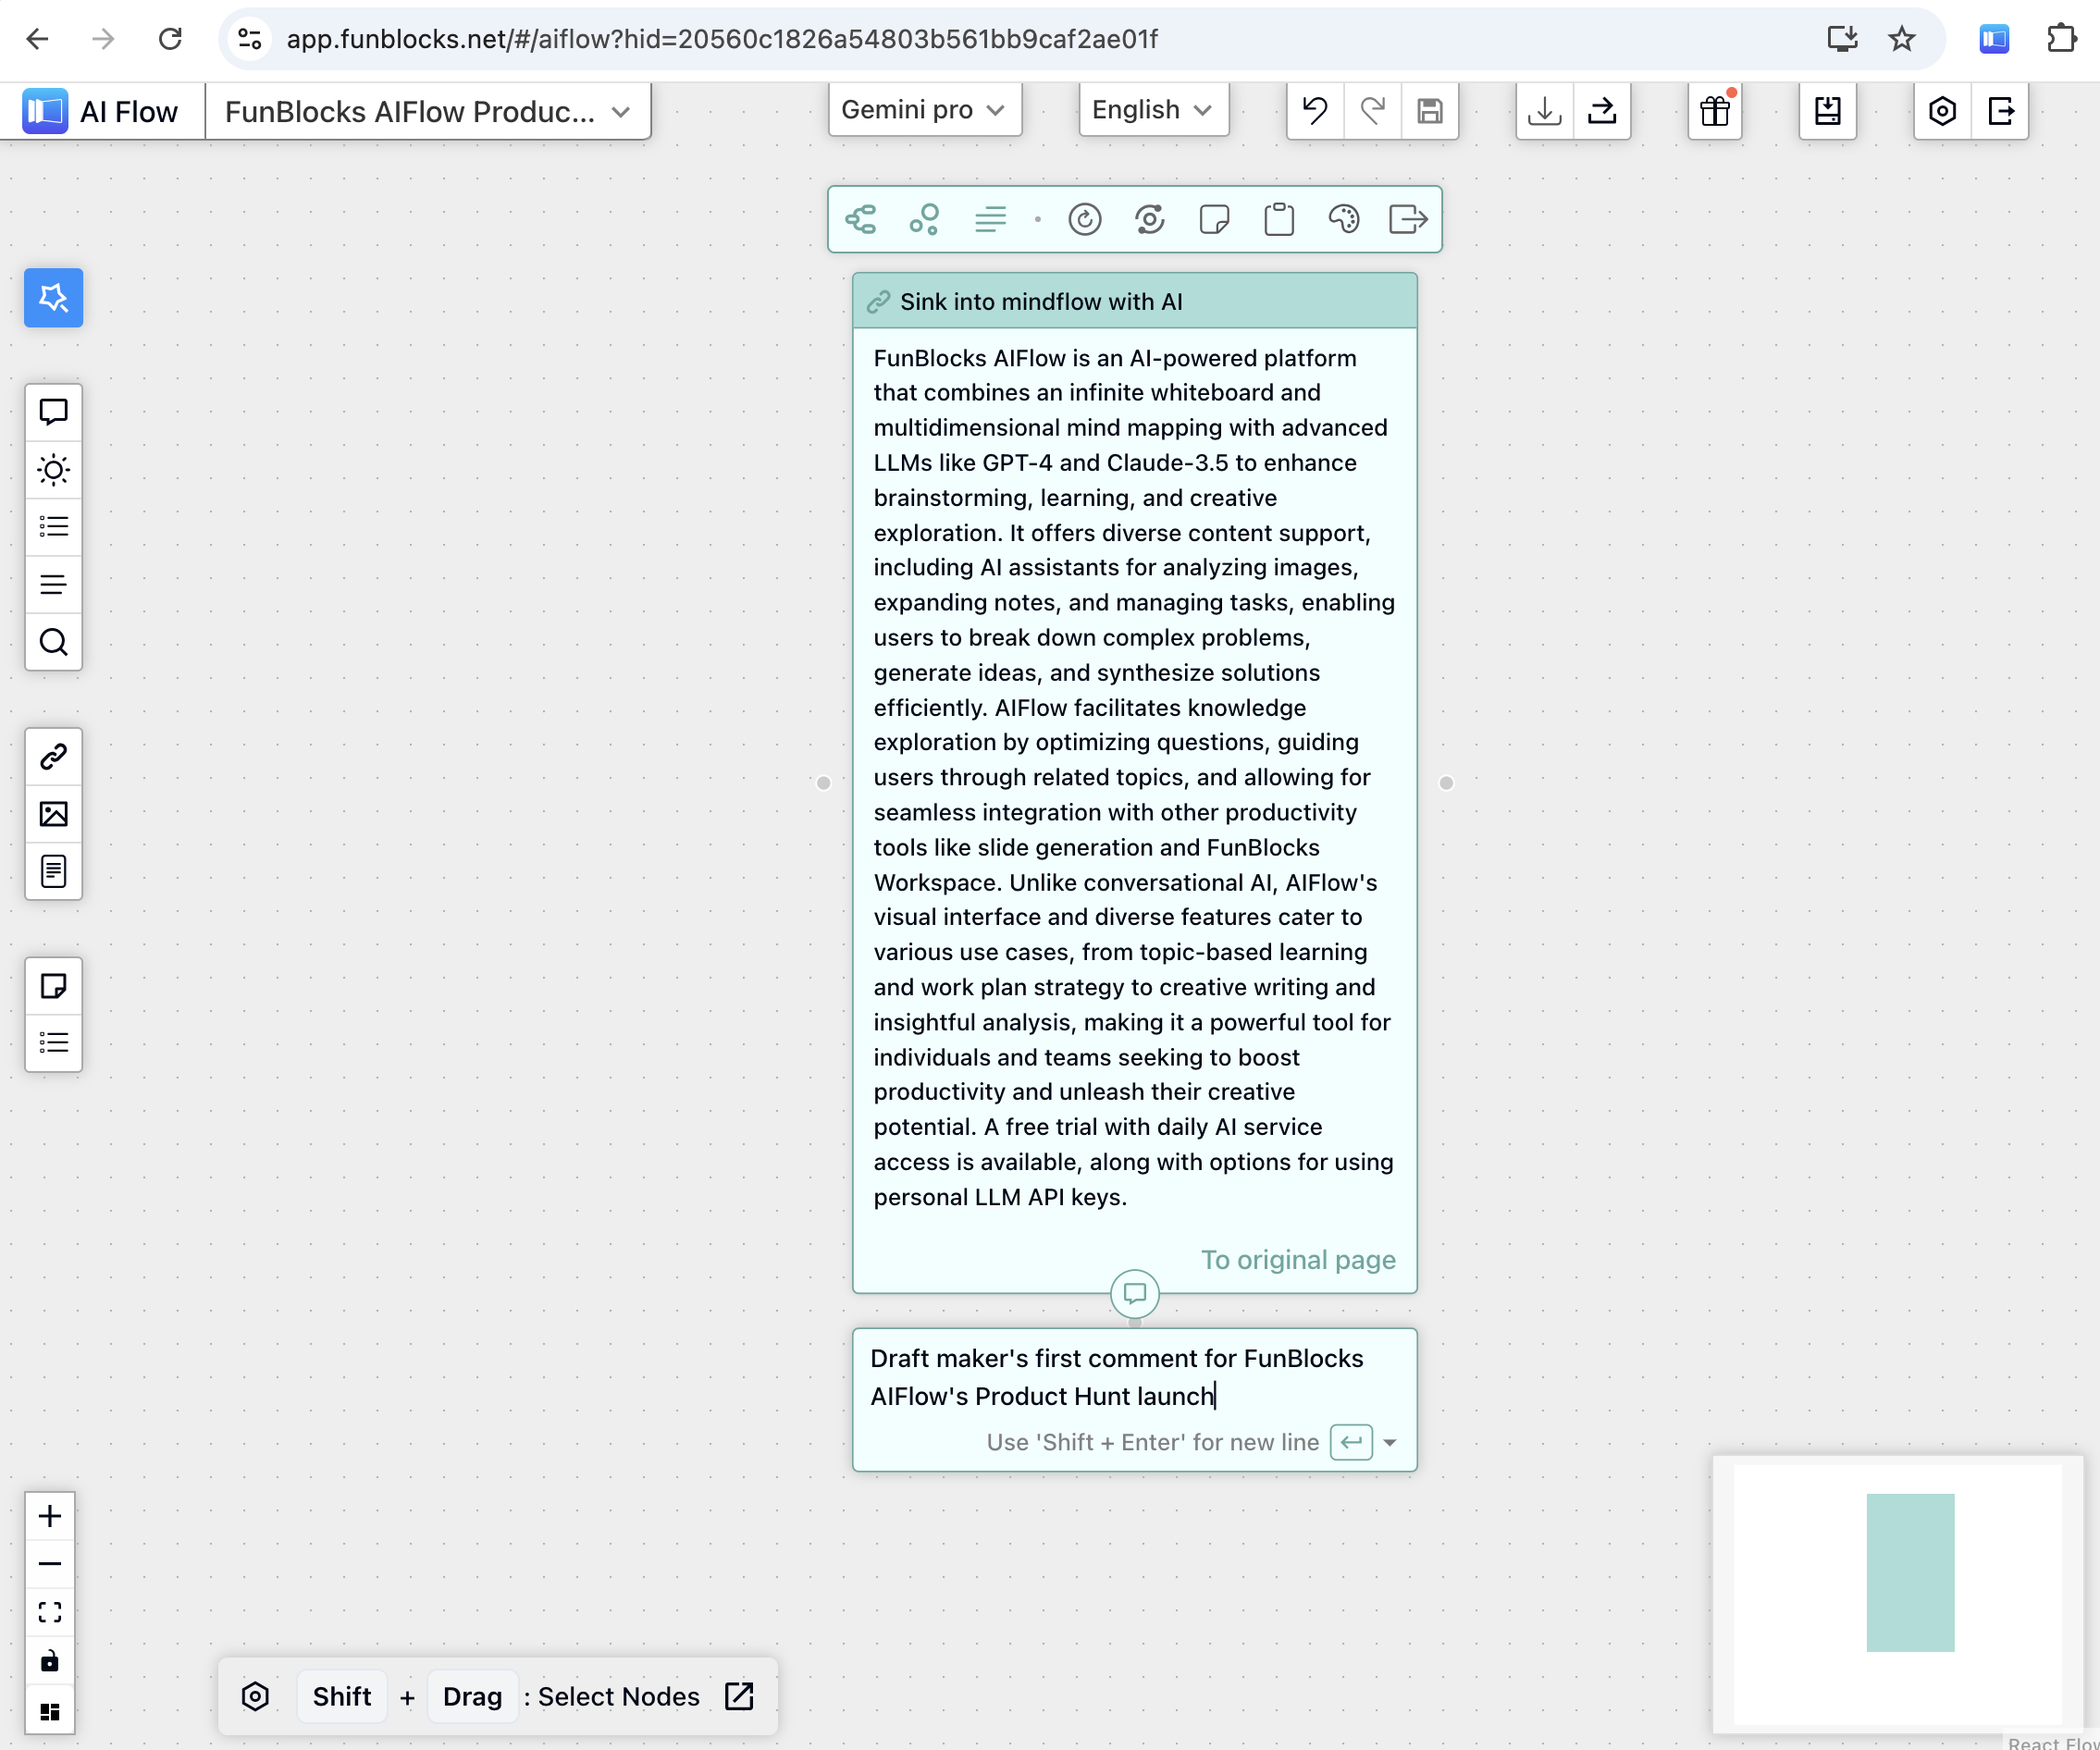 app.funblocks.net/#/aiflow?hid=20560c1826a54803b561bb9caf2ae01f
AI Flow
FunBlocks AIFlow Produc...
Gemini pro
English
Sink into mindflow with AI
FunBlocks AIFlow is an AI-powered platform
that combines an infinite whiteboard and
multidimensional mind mapping with advanced
LLMs like GPT-4 and Claude-3.5 to enhance
brainstorming, learning, and creative
exploration. It offers diverse content support,
including AI assistants for analyzing images,
expanding notes, and managing tasks, enabling
users to break down complex problems,
generate ideas, and synthesize solutions
efficiently. AIFlow facilitates knowledge
exploration by optimizing questions, guiding
users through related topics, and allowing for
seamless integration with other productivity
tools like slide generation and FunBlocks
Workspace. Unlike conversational AI, AIFlow's
visual interface and diverse features cater to
various use cases, from topic-based learning
and work plan strategy to creative writing and
insightful analysis, making it a powerful tool for
individuals and teams seeking to boost
productivity and unleash their creative
potential. A free trial with daily AI service
access is available, along with options for using
personal LLM API keys.
To original page
Draft maker's first comment for FunBlocks
AIFlow's Product Hunt launch
Use 'Shift + Enter' for new line
Shift + Drag : Select Nodes
React Flow